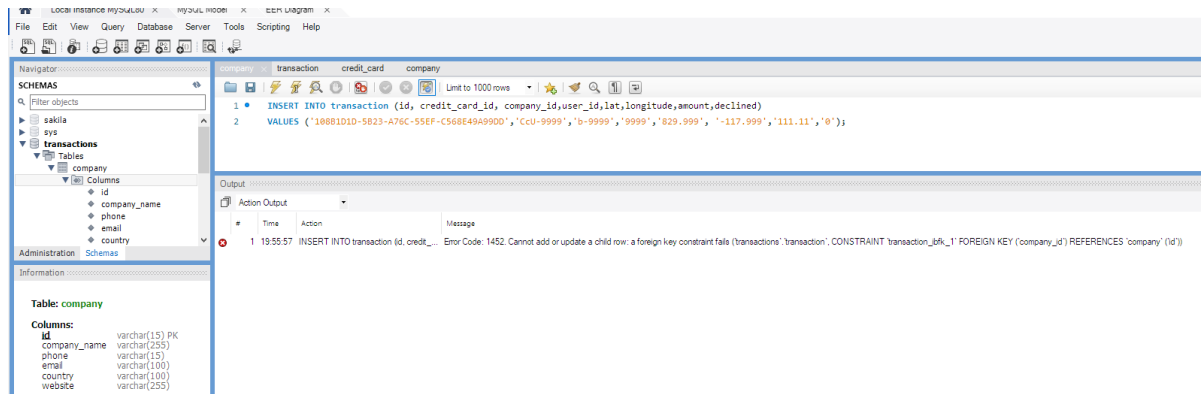 Local instance MySQL80 × MySQL Model × EER Diagram ×
File Edit View Query Database Server Tools Scripting Help
Navigator
SCHEMAS
Filter objects
sakila
sys
transactions
Tables
company
Columns
id
company_name
phone
email
country
Administration Schemas
Information
Table: company
Columns:
id varchar(15) PK
company_name varchar(255)
phone varchar(15)
email varchar(100)
country varchar(100)
website varchar(255)
company × transaction credit_card company
Limit to 1000 rows
1 INSERT INTO transaction (id, credit_card_id, company_id,user_id,lat,longitude,amount,declined)
2 VALUES ('108B1D1D-5B23-A76C-55EF-C568E49A99DD','CcU-9999','b-9999','9999','829.999', '-117.999','111.11','0');
Output
Action Output
# Time Action Message
1 19:55:57 INSERT INTO transaction (id, credit_... Error Code: 1452. Cannot add or update a child row: a foreign key constraint fails (`transactions`.`transaction`, CONSTRAINT `transaction_ibfk_1` FOREIGN KEY (`company_id`) REFERENCES `company` (`id`))